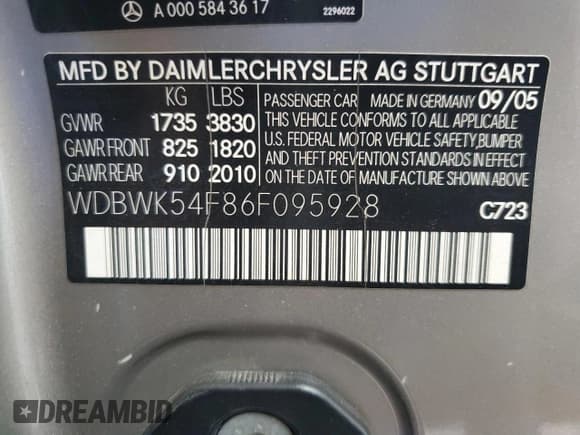 A 000 584 36 17
2296022
MFD BY DAIMLERCHRYSLER AG STUTTGART
KG LBS
GVWR 1735 3830
GAWR FRONT 825 1820
GAWR REAR 910 2010
PASSENGER CAR MADE IN GERMANY 09/05
THIS VEHICLE CONFORMS TO ALL APPLICABLE
U.S. FEDERAL MOTOR VEHICLE SAFETY, BUMPER
AND THEFT PREVENTION STANDARDS IN EFFECT
ON THE DATE OF MANUFACTURE SHOWN ABOVE.
WDBWK54F86F095928 C723
DREAMBID